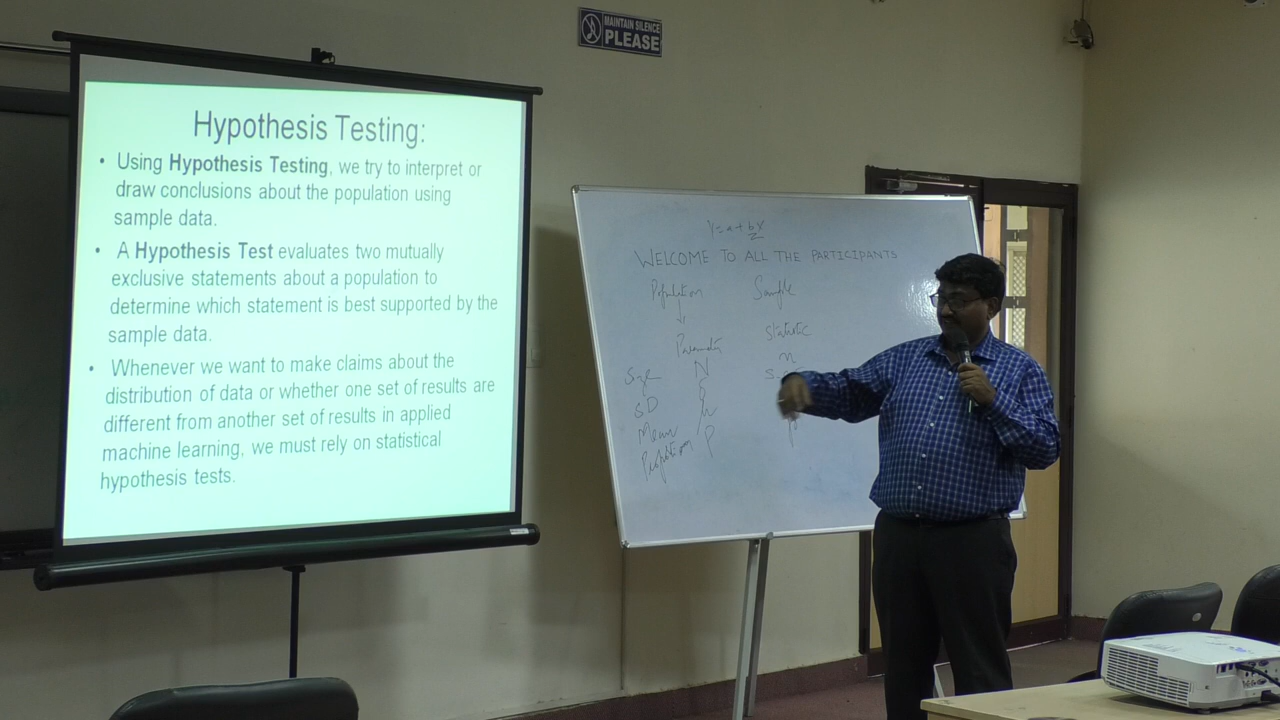 MAINTAIN SILENCE
PLEASE
Hypothesis Testing:
• Using Hypothesis Testing, we try to interpret or
draw conclusions about the population using
sample data.
• A Hypothesis Test evaluates two mutually
exclusive statements about a population to
determine which statement is best supported by the
sample data.
• Whenever we want to make claims about the
distribution of data or whether one set of results are
different from another set of results in applied
machine learning, we must rely on statistical
hypothesis tests.
Y=a+bX
WELCOME TO ALL THE PARTICIPANTS
Population Sample
Parameter Statistic
Size N n
SD S
Mean μ
Proportion P p